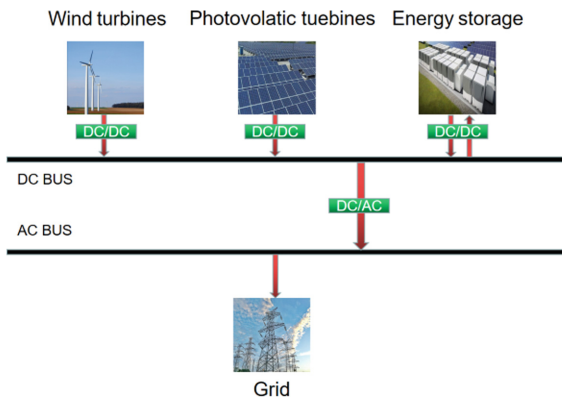 Wind turbines
Photovolatic tuebines
Energy storage
DC/DC
DC/DC
DC/DC
DC BUS
DC/AC
AC BUS
Grid